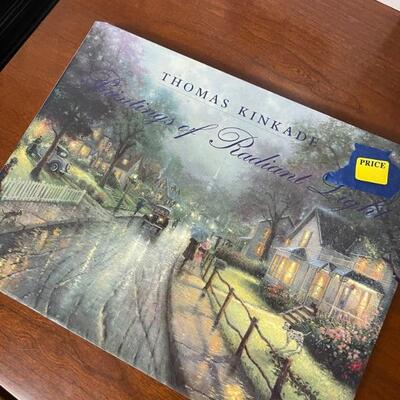 THOMAS KINKADE
Paintings of Radiant Light
PRICE